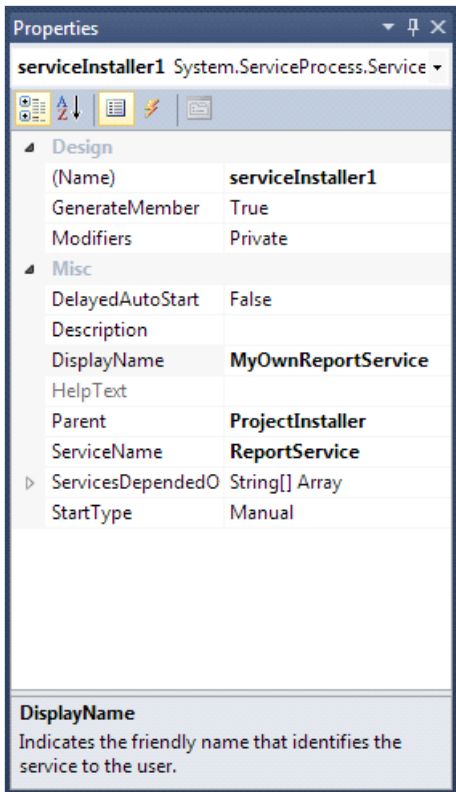 Properties
serviceInstaller1 System.ServiceProcess.Service
Design
(Name) serviceInstaller1
GenerateMember True
Modifiers Private
Misc
DelayedAutoStart False
Description
DisplayName MyOwnReportService
HelpText
Parent ProjectInstaller
ServiceName ReportService
ServicesDependedO String[] Array
StartType Manual
DisplayName
Indicates the friendly name that identifies the
service to the user.